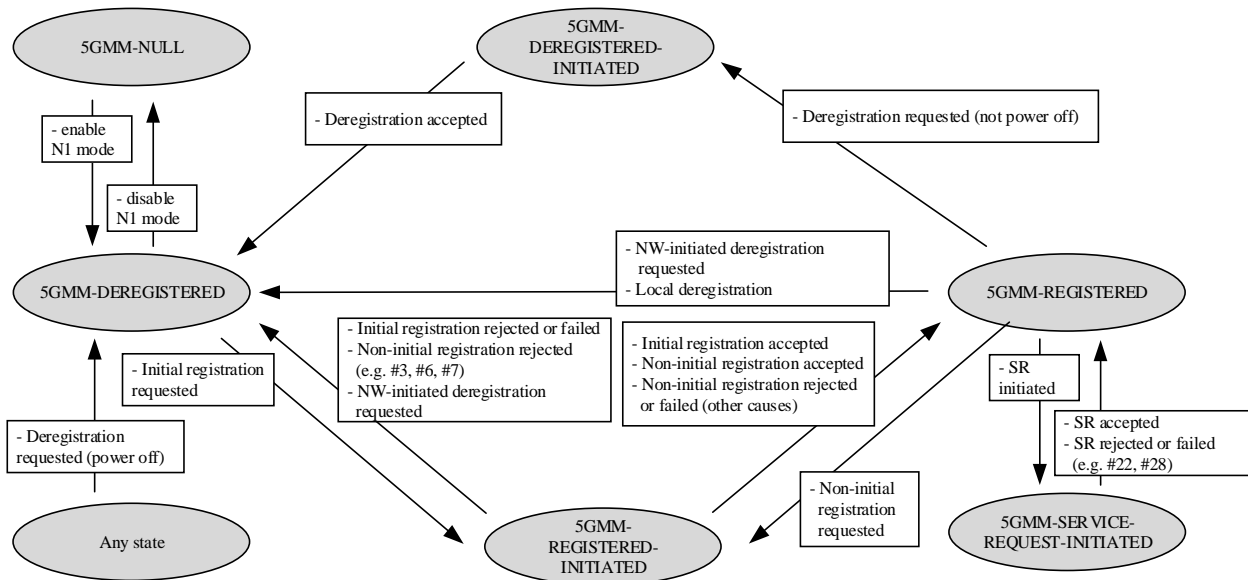 5GMM-NULL
5GMM-
DEREGISTERED-
INITIATED
- enable
N1 mode
- disable
N1 mode
- Deregistration accepted
- Deregistration requested (not power off)
5GMM-DEREGISTERED
- NW-initiated deregistration
requested
- Local deregistration
5GMM-REGISTERED
- Initial registration
requested
- Initial registration rejected or failed
- Non-initial registration rejected
(e.g. #3, #6, #7)
- NW-initiated deregistration
requested
- Initial registration accepted
- Non-initial registration accepted
- Non-initial registration rejected
or failed (other causes)
- SR
initiated
- Deregistration
requested (power off)
- SR accepted
- SR rejected or failed
(e.g. #22, #28)
- Non-initial
registration
requested
Any state
5GMM-
REGISTERED-
INITIATED
5GMM-SERVICE-
REQUEST-INITIATED